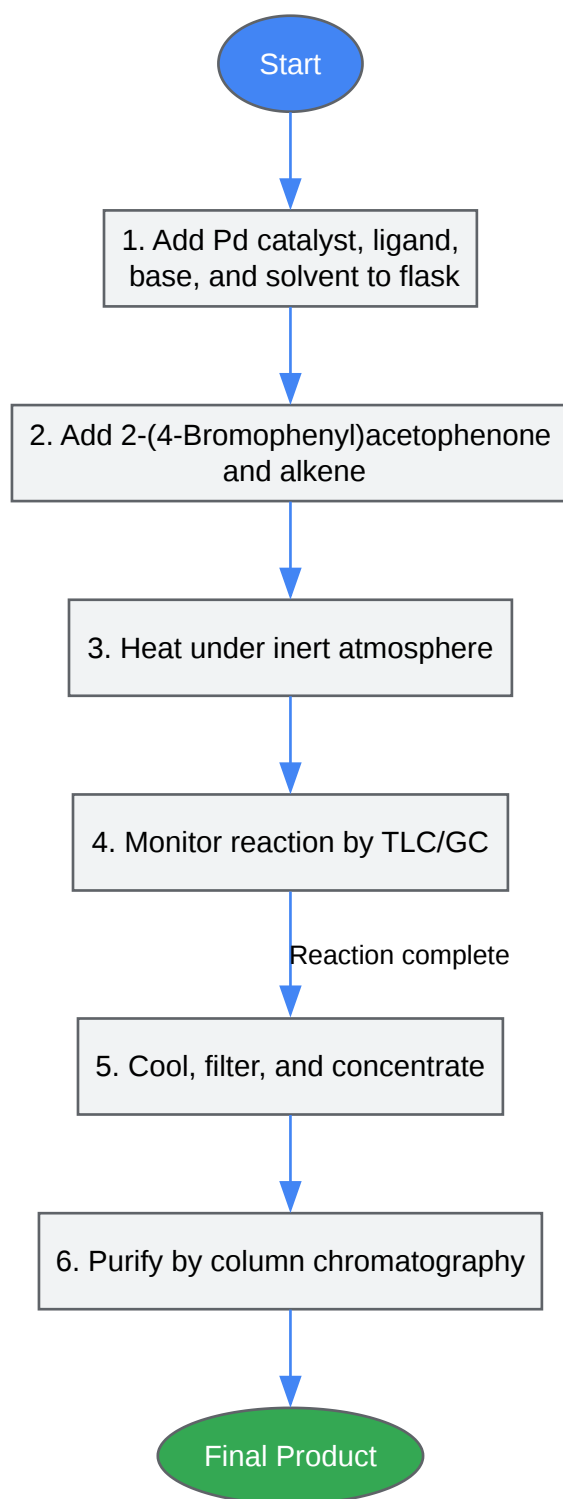 Start
1. Add Pd catalyst, ligand,
base, and solvent to flask
2. Add 2-(4-Bromophenyl)acetophenone
and alkene
3. Heat under inert atmosphere
4. Monitor reaction by TLC/GC
Reaction complete
5. Cool, filter, and concentrate
6. Purify by column chromatography
Final Product